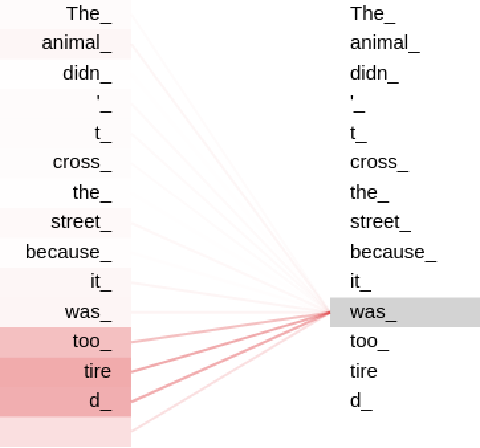 The_ The_
animal_ animal_
didn_ didn_
'_ '_
t_ t_
cross_ cross_
the_ the_
street_ street_
because_ because_
it_ it_
was_ was_
too_ too_
tire tire
d_ d_